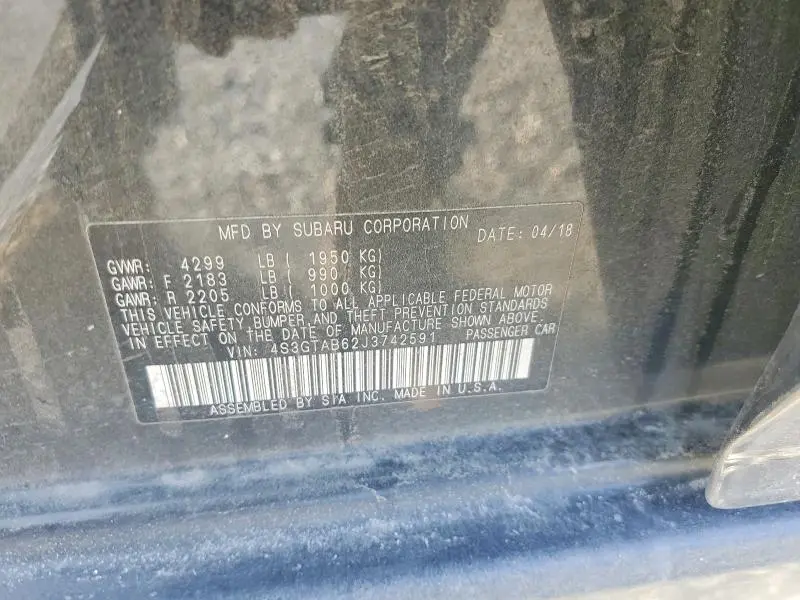 MFD BY SUBARU CORPORATION DATE: 04/18
GVWR: 4299 LB ( 1950 KG)
GAWR: F 2183 LB ( 990 KG)
GAWR: R 2205 LB ( 1000 KG)
THIS VEHICLE CONFORMS TO ALL APPLICABLE FEDERAL MOTOR
VEHICLE SAFETY, BUMPER, AND THEFT PREVENTION STANDARDS
IN EFFECT ON THE DATE OF MANUFACTURE SHOWN ABOVE.
VIN: 4S3GTAB62J3742591 PASSENGER CAR
ASSEMBLED BY SIA INC. MADE IN U.S.A.